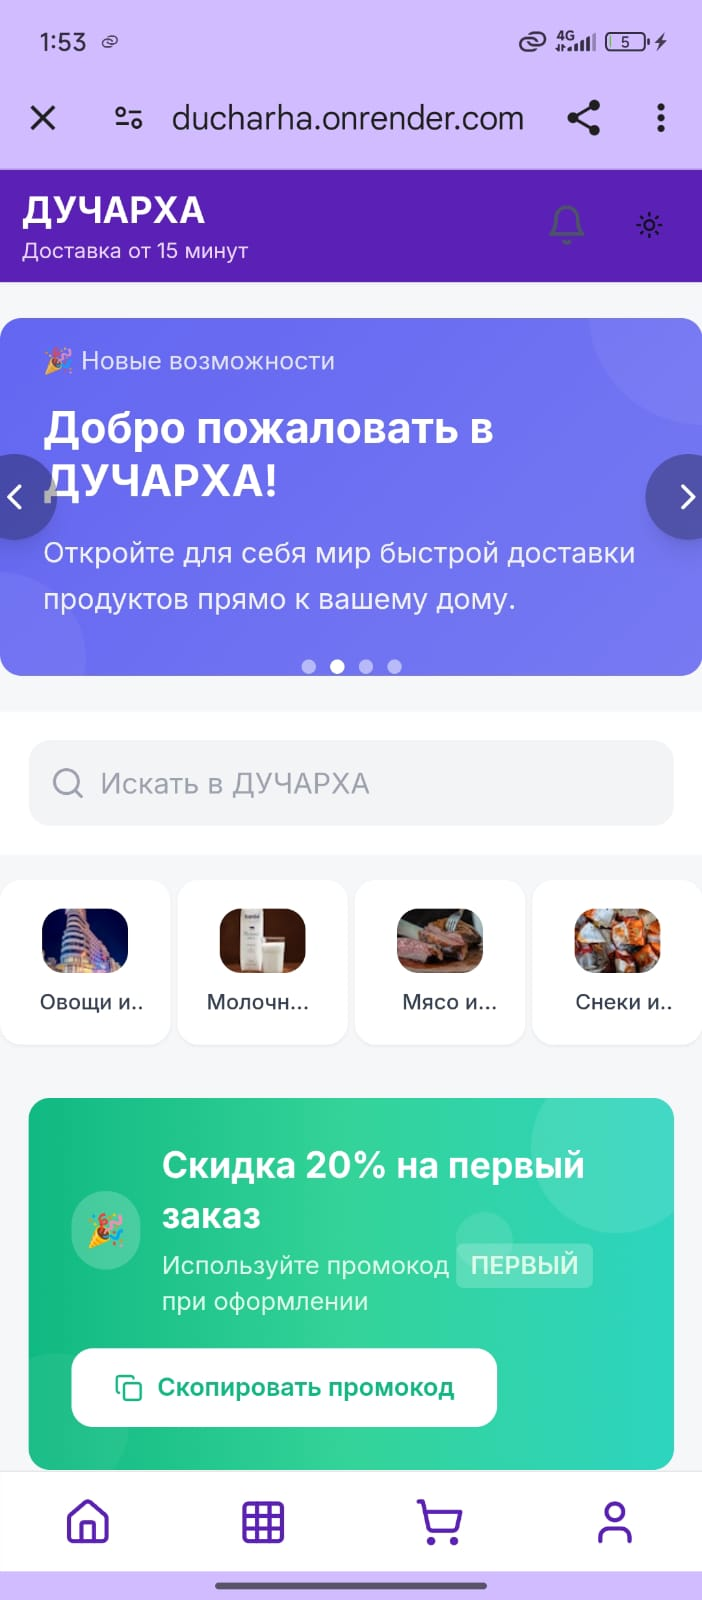 1:53
4G
5
ducharha.onrender.com
ДУЧАРХА
Доставка от 15 минут
🎉 Новые возможности
Добро пожаловать в
ДУЧАРХА!
Откройте для себя мир быстрой доставки
продуктов прямо к вашему дому.
Искать в ДУЧАРХА
Овощи и..
Молочн...
Мясо и...
Снеки и..
Скидка 20% на первый
заказ
Используйте промокод ПЕРВЫЙ
при оформлении
Скопировать промокод